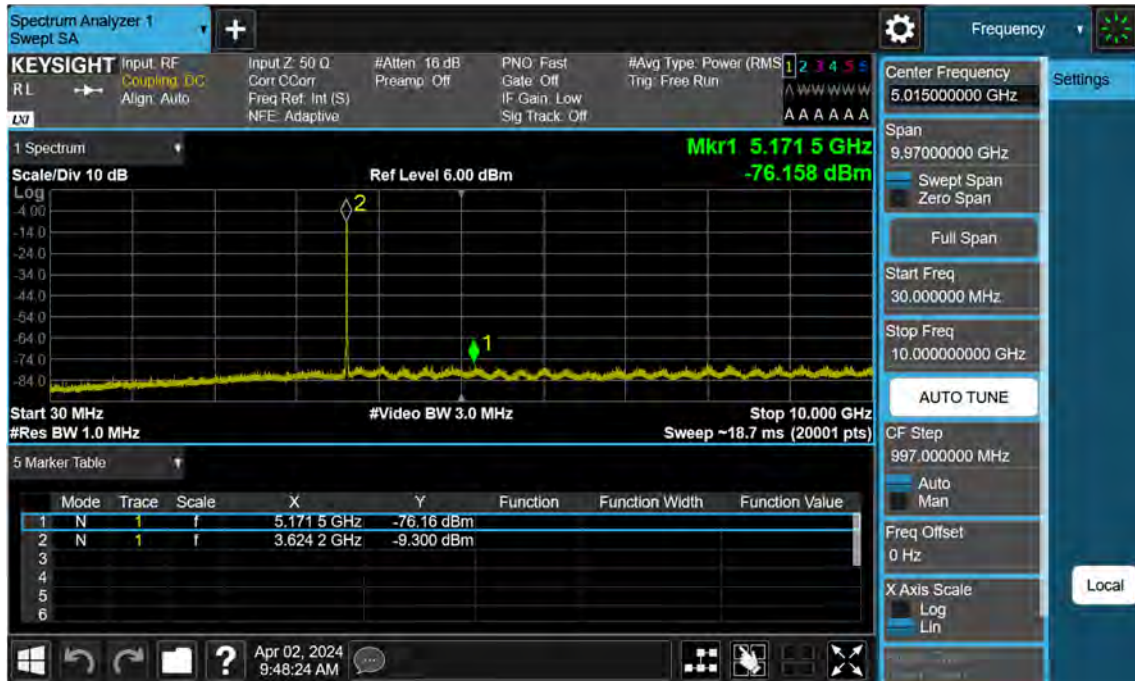 Spectrum Analyzer 1
Swept SA
+
Frequency
KEYSIGHT
RL
LXI
Input: RF
Coupling: DC
Align: Auto
Input Z: 50 Ω
Corr CCorr
Freq Ref: Int (S)
NFE: Adaptive
#Atten: 16 dB
Preamp: Off
PNO: Fast
Gate: Off
IF Gain: Low
Sig Track: Off
#Avg Type: Power (RMS
Trig: Free Run
1 2 3 4 5 6
A W W W W W
A A A A A A
1 Spectrum
Scale/Div 10 dB
Ref Level 6.00 dBm
Mkr1 5.171 5 GHz
-76.158 dBm
Log
-4.00
-14.0
-24.0
-34.0
-44.0
-54.0
-64.0
-74.0
-84.0
2
1
Start 30 MHz
#Video BW 3.0 MHz
Stop 10.000 GHz
#Res BW 1.0 MHz
Sweep ~18.7 ms (20001 pts)
5 Marker Table
Mode Trace Scale X Y Function Function Width Function Value
1 N 1 f 5.171 5 GHz -76.16 dBm
2 N 1 f 3.624 2 GHz -9.300 dBm
3
4
5
6
?
Apr 02, 2024
9:48:24 AM
Center Frequency
5.015000000 GHz
Settings
Span
9.97000000 GHz
Swept Span
Zero Span
Full Span
Start Freq
30.000000 MHz
Stop Freq
10.000000000 GHz
AUTO TUNE
CF Step
997.000000 MHz
Auto
Man
Freq Offset
0 Hz
X Axis Scale
Log
Lin
Local